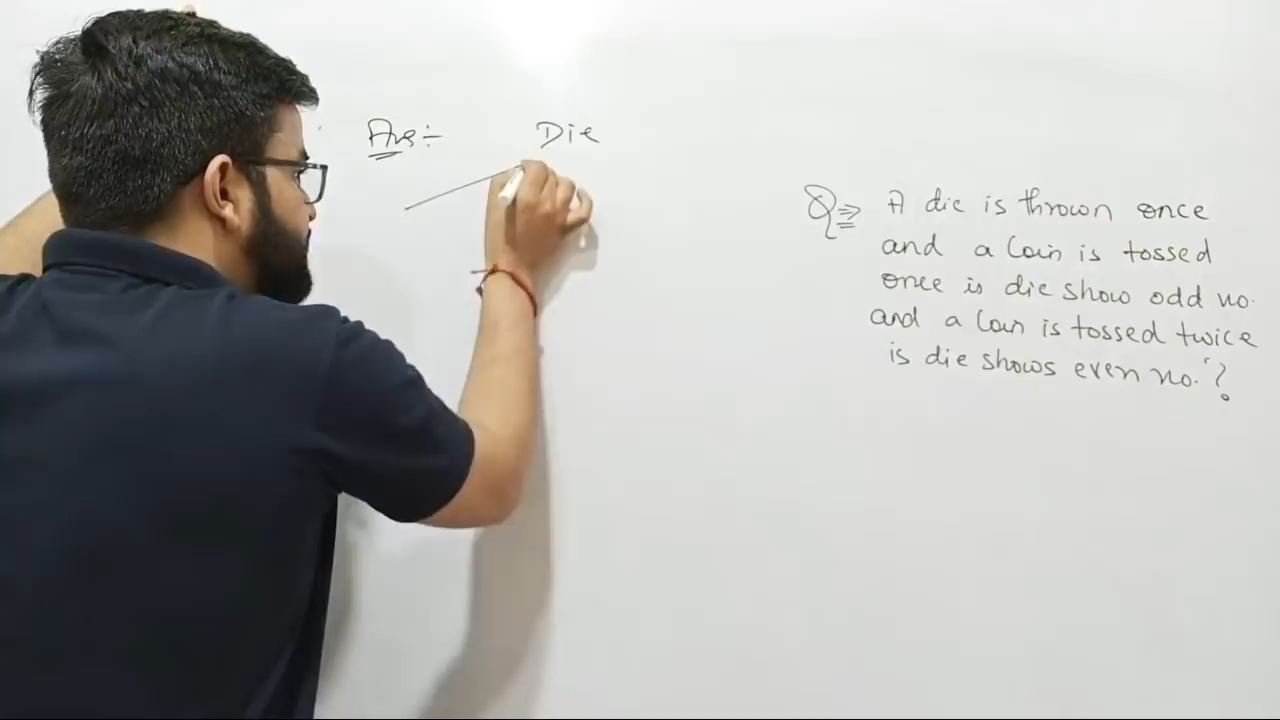 Ans:- Die
Q⇒ A die is thrown once
and a Coin is tossed
once is die show odd no.
and a Coin is tossed twice
is die shows even no.?